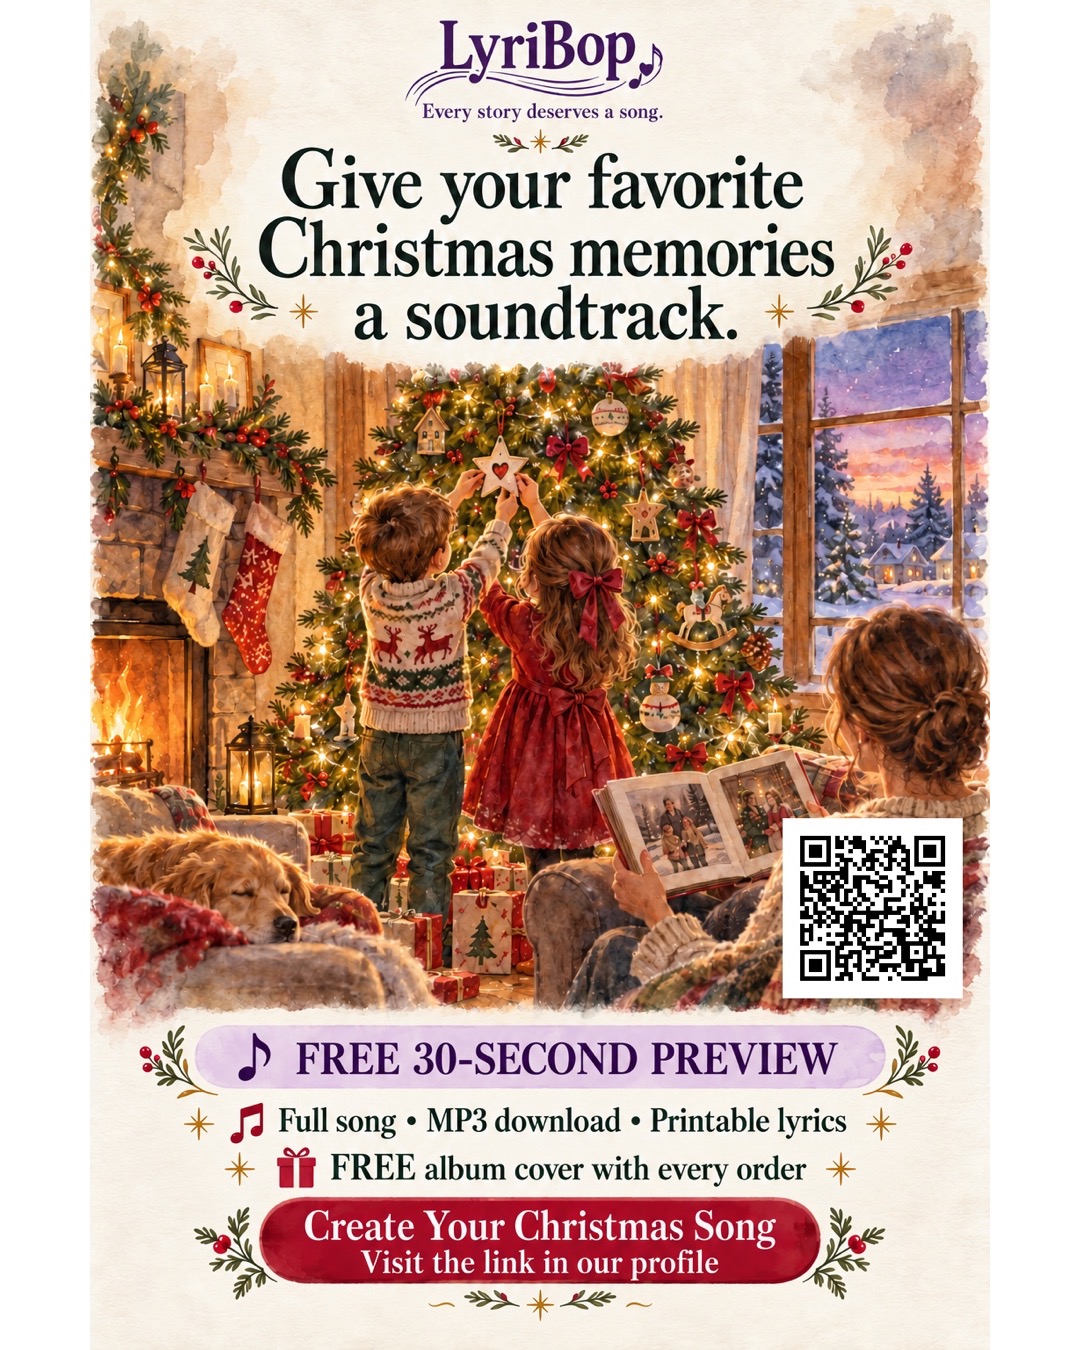 LyriBop
Every story deserves a song.
Give your favorite
Christmas memories
a soundtrack.
FREE 30-SECOND PREVIEW
Full song • MP3 download • Printable lyrics
FREE album cover with every order
Create Your Christmas Song
Visit the link in our profile